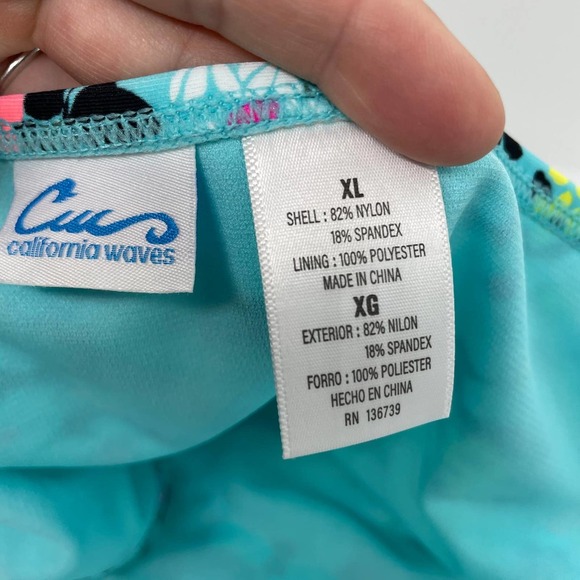 Cws
california waves
XL
SHELL : 82% NYLON
18% SPANDEX
LINING : 100% POLYESTER
MADE IN CHINA
XG
EXTERIOR : 82% NILON
18% SPANDEX
FORRO : 100% POLIESTER
HECHO EN CHINA
RN 136739